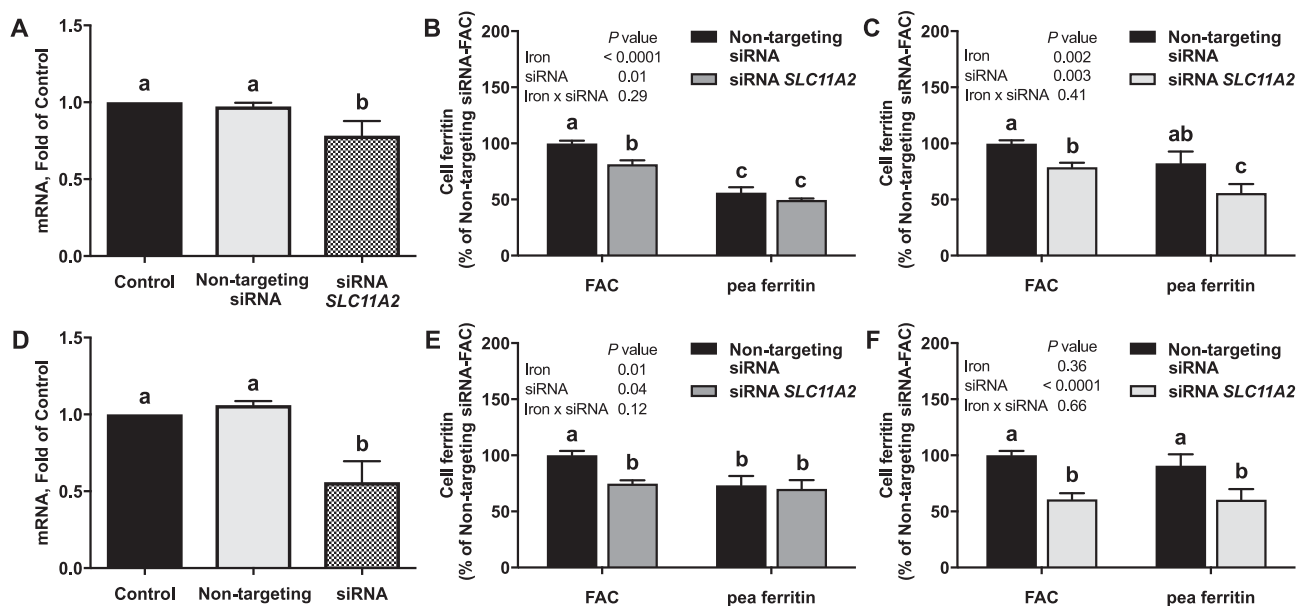 A
mRNA, Fold of Control
1.5
1.0
0.5
0.0
a
a
b
Control
Non-targeting
siRNA
siRNA
SLC11A2
B
Cell ferritin
(% of Non-targeting siRNA-FAC)
200
150
100
50
0
P value
Iron < 0.0001
siRNA 0.01
Iron x siRNA 0.29
Non-targeting
siRNA
siRNA SLC11A2
a
b
c
c
FAC
pea ferritin
C
Cell ferritin
(% of Non-targeting siRNA-FAC)
200
150
100
50
0
P value
Iron 0.002
siRNA 0.003
Iron x siRNA 0.41
Non-targeting
siRNA
siRNA SLC11A2
a
b
ab
c
FAC
pea ferritin
D
mRNA, Fold of Control
1.5
1.0
0.5
0.0
a
a
b
Control
Non-targeting
siRNA
E
Cell ferritin
(% of Non-targeting siRNA-FAC)
200
150
100
50
0
P value
Iron 0.01
siRNA 0.04
Iron x siRNA 0.12
Non-targeting
siRNA
siRNA SLC11A2
a
b
b
b
FAC
pea ferritin
F
Cell ferritin
(% of Non-targeting siRNA-FAC)
200
150
100
50
0
P value
Iron 0.36
siRNA < 0.0001
Iron x siRNA 0.66
Non-targeting
siRNA
siRNA SLC11A2
a
b
a
b
FAC
pea ferritin